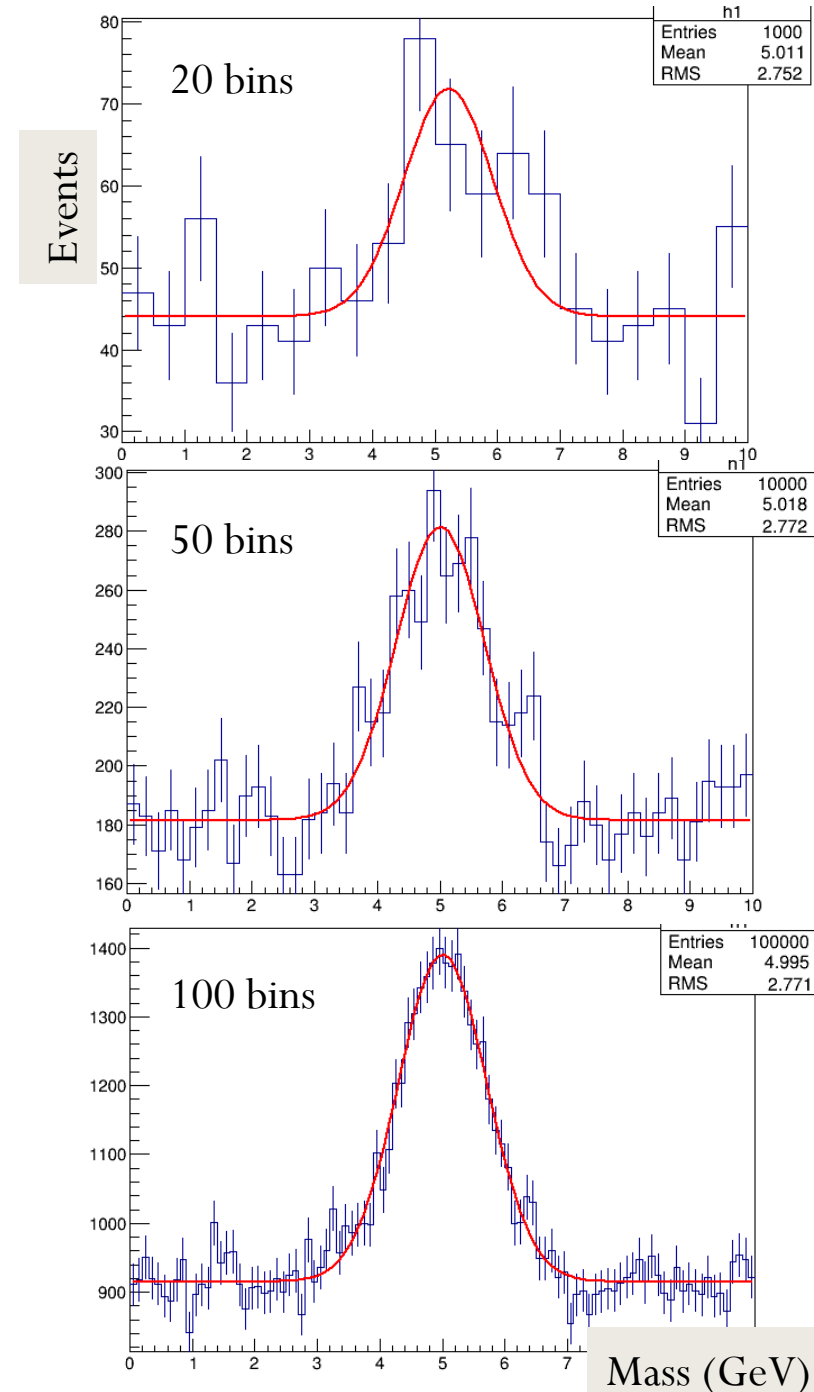 h1
Entries 1000
Mean 5.011
RMS 2.752
20 bins
Events
80
70
60
50
40
30
0 1 2 3 4 5 6 7 8 9 10
Entries 10000
Mean 5.018
RMS 2.772
50 bins
300
280
260
240
220
200
180
160
0 1 2 3 4 5 6 7 8 9 10
Entries 100000
Mean 4.995
RMS 2.771
100 bins
1400
1300
1200
1100
1000
900
0 1 2 3 4 5 6 7
Mass (GeV)